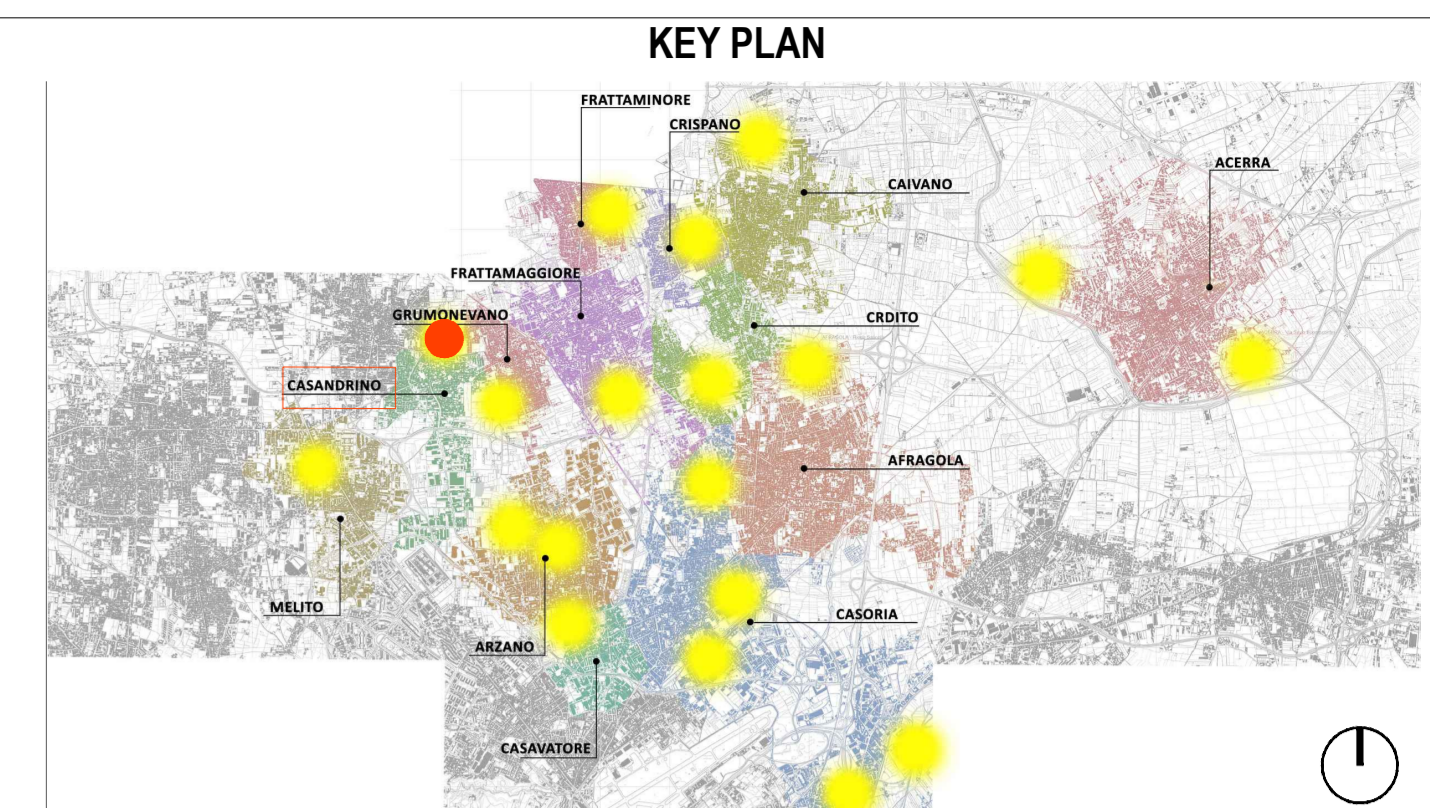 KEY PLAN
FRATTAMINORE
CRISPANO
ACERRA
CAIVANO
FRATTAMAGGIORE
GRUMONEVANO
CRDITO
CASANDRINO
AFRAGOLA
MELITO
CASORIA
ARZANO
CASAVATORE